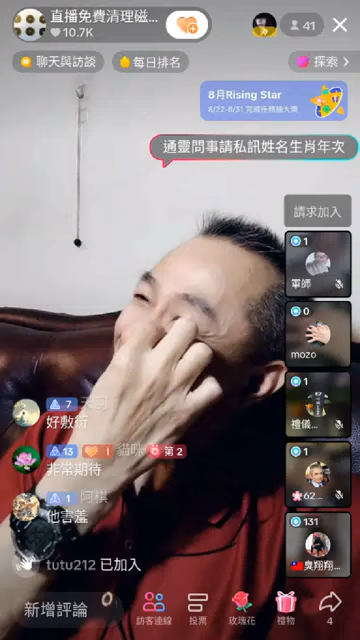 直播免費清理磁...
10.7K
41
聊天與訪談
每日排名
探索
8月Rising Star
8/22-8/31 完成任務抽大獎
通靈問事請私訊姓名生肖年次
請求加入
1
軍師
0
mozo
1
禮儀...
1
62...
131
臭翔翔...
7
好敷衍
13
I
貓咪
第 2
非常期待
1 阿棋
他害羞
tutu212 已加入
新增評論
訪客連線
投票
玫瑰花
禮物
4